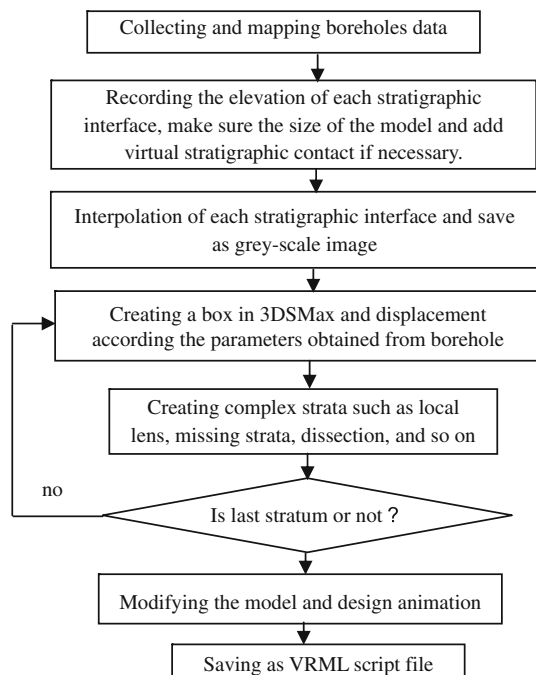 Collecting and mapping boreholes data
Recording the elevation of each stratigraphic
interface, make sure the size of the model and add
virtual stratigraphic contact if necessary.
Interpolation of each stratigraphic interface and save
as grey-scale image
Creating a box in 3DSMax and displacement
according the parameters obtained from borehole
Creating complex strata such as local
lens, missing strata, dissection, and so on
no
Is last stratum or not？
Modifying the model and design animation
Saving as VRML script file